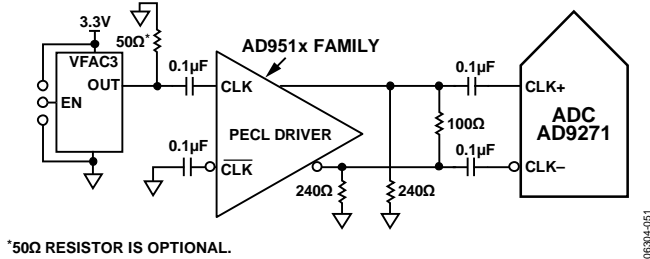 3.3V
VFAC3
OUT
EN
50Ω*
0.1µF
CLK
AD951x FAMILY
PECL DRIVER
0.1µF
CLK
240Ω
240Ω
100Ω
0.1µF
CLK+
ADC
AD9271
0.1µF
CLK–
*50Ω RESISTOR IS OPTIONAL.
06304-051